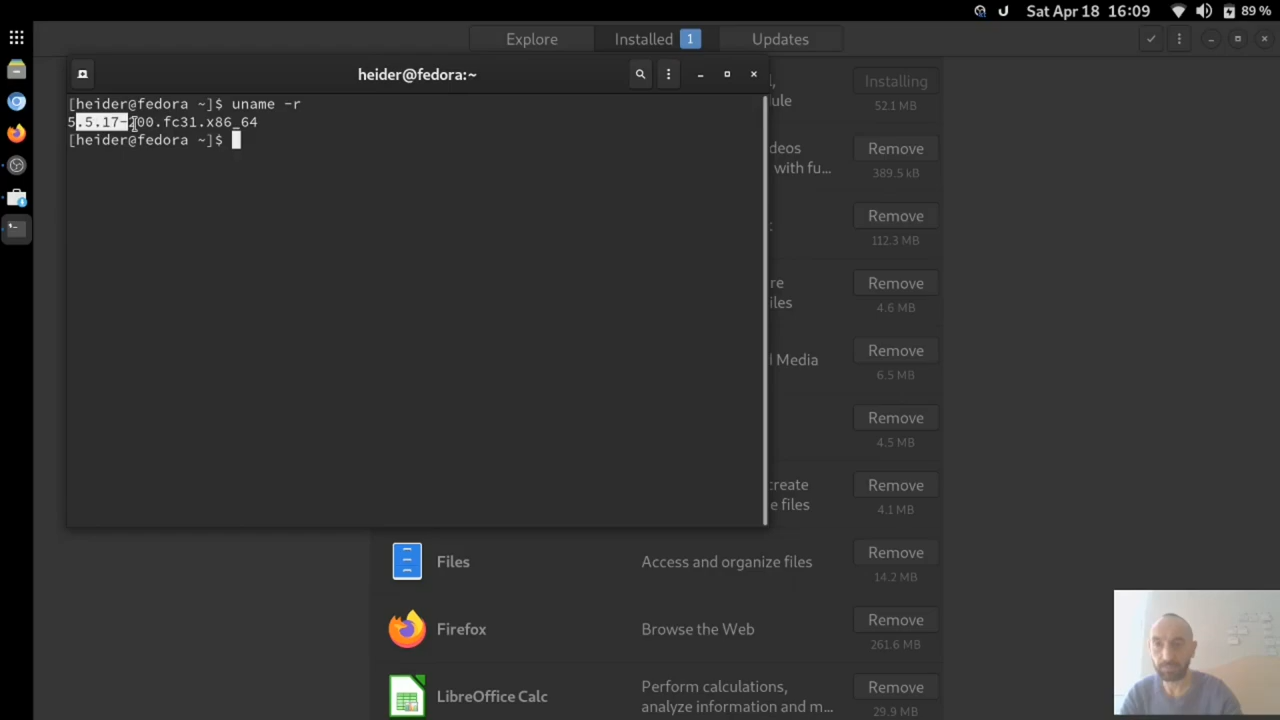 Sat Apr 18 16:09
89 %
Explore
Installed 1
Updates
heider@fedora:~
[heider@fedora ~]$ uname -r
5.5.17-200.fc31.x86_64
[heider@fedora ~]$
Installing
52.1 MB
Remove
389.5 kB
with fu...
Remove
112.3 MB
Remove
4.6 MB
Media
Remove
6.5 MB
Remove
4.5 MB
create
files
Remove
4.1 MB
Files
Access and organize files
Remove
14.2 MB
Firefox
Browse the Web
Remove
261.6 MB
LibreOffice Calc
Perform calculations,
analyze information and m...
Remove
29.9 MB